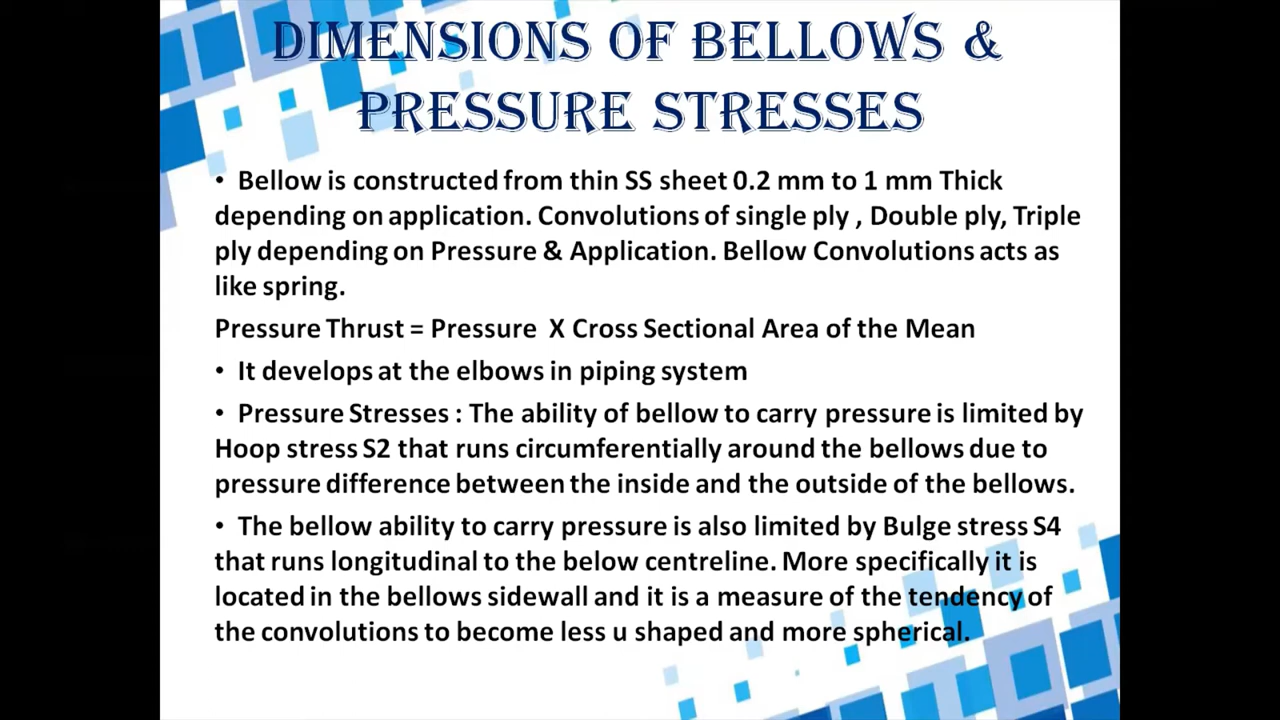 DIMENSIONS OF BELLOWS &
PRESSURE STRESSES
• Bellow is constructed from thin SS sheet 0.2 mm to 1 mm Thick
depending on application. Convolutions of single ply , Double ply, Triple
ply depending on Pressure & Application. Bellow Convolutions acts as
like spring.
Pressure Thrust = Pressure X Cross Sectional Area of the Mean
• It develops at the elbows in piping system
• Pressure Stresses : The ability of bellow to carry pressure is limited by
Hoop stress S2 that runs circumferentially around the bellows due to
pressure difference between the inside and the outside of the bellows.
• The bellow ability to carry pressure is also limited by Bulge stress S4
that runs longitudinal to the below centreline. More specifically it is
located in the bellows sidewall and it is a measure of the tendency of
the convolutions to become less u shaped and more spherical.